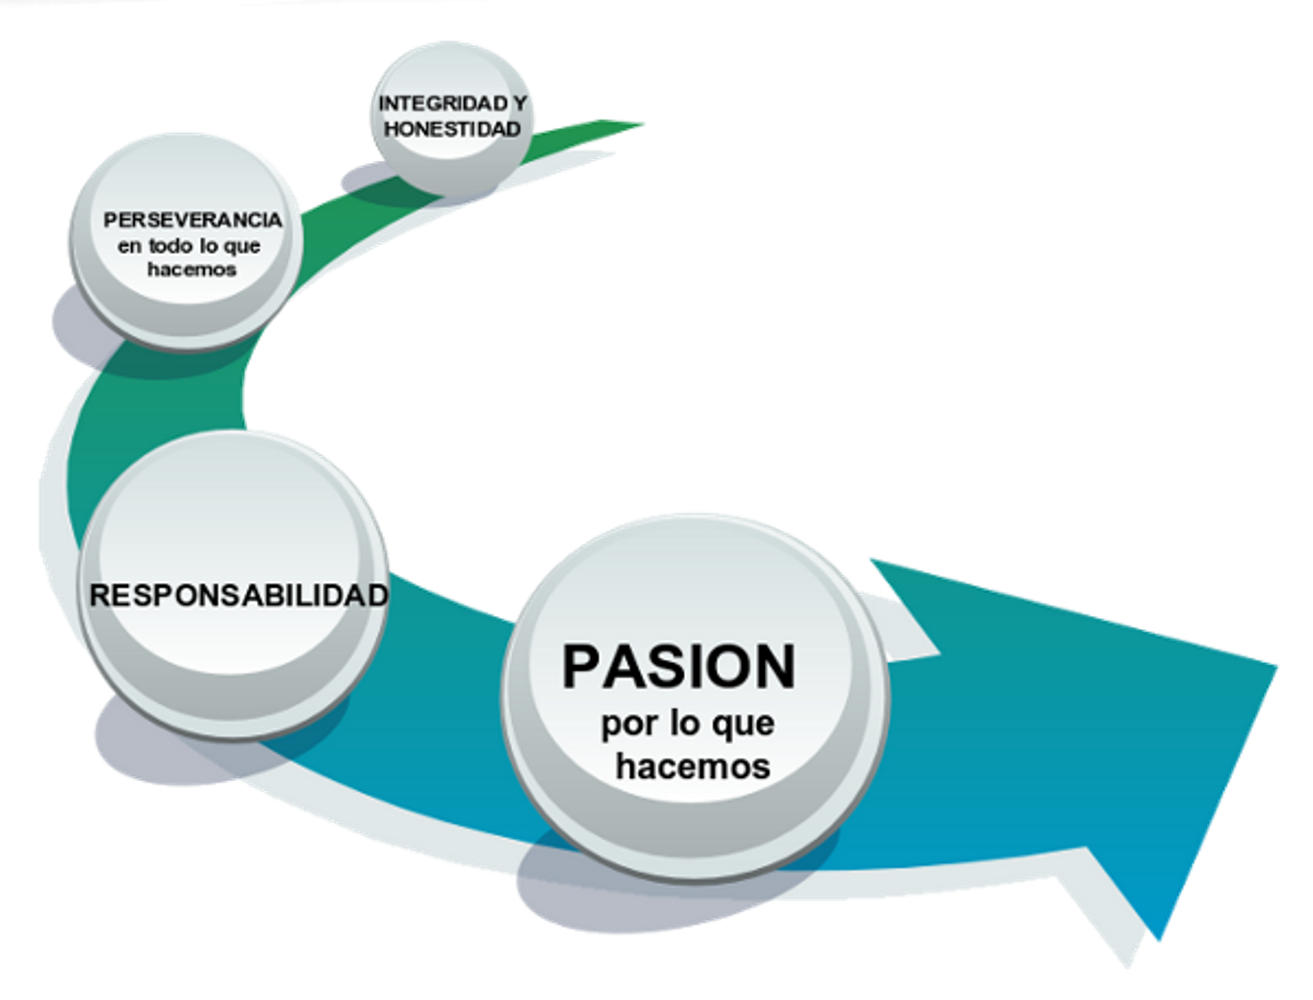 INTEGRIDAD Y
HONESTIDAD
PERSEVERANCIA
en todo lo que
hacemos
RESPONSABILIDAD
PASION
por lo que
hacemos